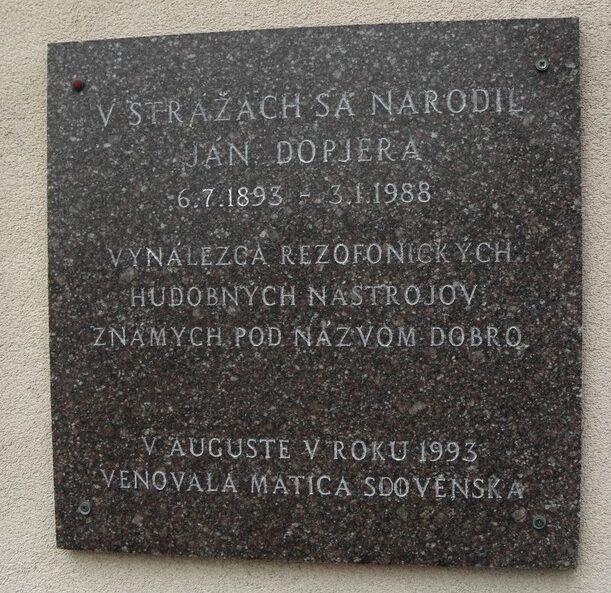 V STRÁŽACH SA NARODIL
JÁN DOPJERA
6.7.1893 - 3.1.1988
VYNÁLEZCA REZOFONICKÝCH
HUDOBNÝCH NÁSTROJOV
ZNÁMYCH POD NÁZVOM DOBRO
V AUGUSTE V ROKU 1993
VENOVALA MATICA SDOVENSKÁ